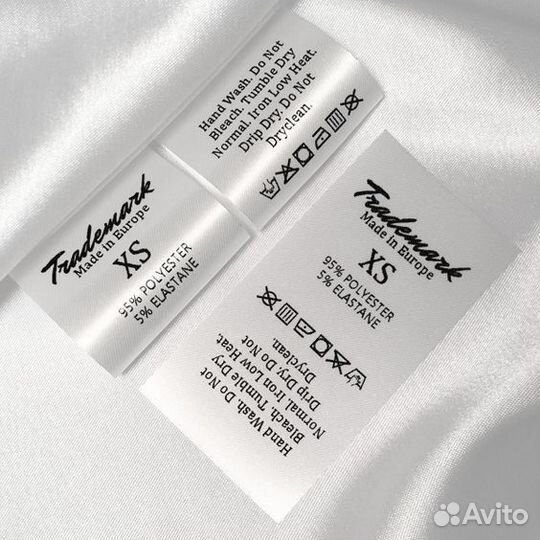 Hand Wash. Do Not
Bleach. Tumble Dry
Normal. Iron Low Heat.
Drip Dry. Do Not
Dryclean.
Trademark
Made in Europe
XS
95% POLYESTER
5% ELASTANE
Trademark
Made in Europe
XS
95% POLYESTER
5% ELASTANE
Hand Wash. Do Not
Bleach. Tumble Dry
Normal. Iron Low Heat.
Drip Dry. Do Not
Dryclean.
Avito